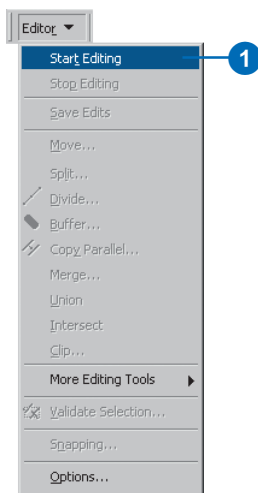 Editor
Start Editing
1
Stop Editing
Save Edits
Move...
Split...
Divide...
Buffer...
Copy Parallel...
Merge...
Union
Intersect
Clip...
More Editing Tools
Validate Selection...
Snapping...
Options...